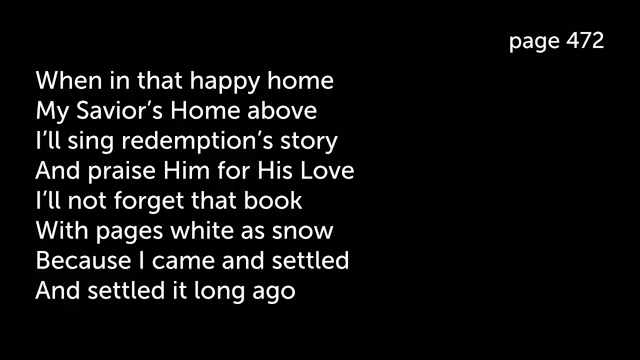 page 472
When in that happy home
My Savior’s Home above
I’ll sing redemption’s story
And praise Him for His Love
I’ll not forget that book
With pages white as snow
Because I came and settled
And settled it long ago